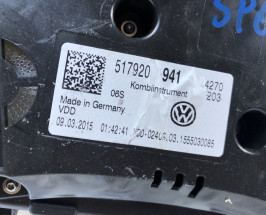 517920 941
Kombiinstrument
4270
203
06S
Made in Germany
VDD
09.03.2015 01:42:41